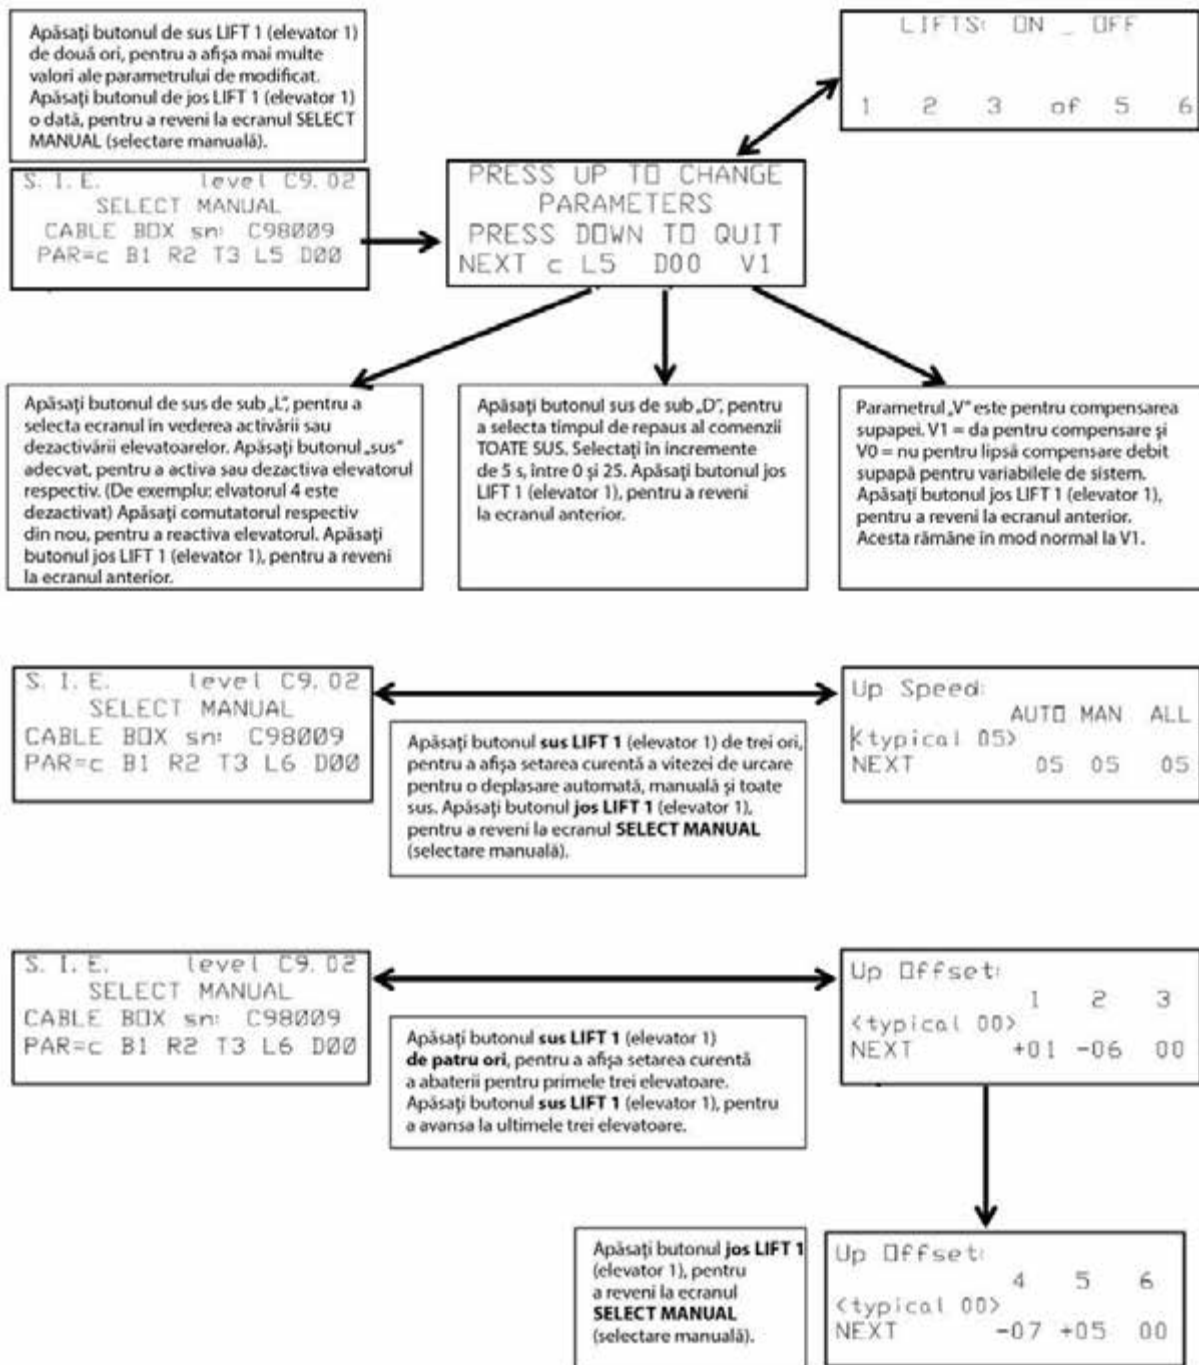 Apăsați butonul de sus LIFT 1 (elevator 1)
de două ori, pentru a afișa mai multe
valori ale parametrului de modificat.
Apăsați butonul de jos LIFT 1 (elevator 1)
o dată, pentru a reveni la ecranul SELECT
MANUAL (selectare manuală).
LIFTS: ON _ OFF
1 2 3 of 5 6
S. I. E. level C9.02
SELECT MANUAL
CABLE BOX sn: C98009
PAR=c B1 R2 T3 L5 D00
PRESS UP TO CHANGE
PARAMETERS
PRESS DOWN TO QUIT
NEXT c L5 D00 V1
Apăsați butonul de sus de sub „L”, pentru a
selecta ecranul în vederea activării sau
dezactivării elevatoarelor. Apăsați butonul „sus”
adecvat, pentru a activa sau dezactiva elevatorul
respectiv. (De exemplu: elvatorul 4 este
dezactivat) Apăsați comutatorul respectiv
din nou, pentru a reactiva elevatorul. Apăsați
butonul jos LIFT 1 (elevator 1), pentru a reveni
la ecranul anterior.
Apăsați butonul sus de sub „D”, pentru
a selecta timpul de repaus al comenzii
TOATE SUS. Selectați în incremente
de 5 s, între 0 și 25. Apăsați butonul jos
LIFT 1 (elevator 1), pentru a reveni
la ecranul anterior.
Parametrul „V” este pentru compensarea
supapei. V1 = da pentru compensare și
V0 = nu pentru lipsă compensare debit
supapă pentru variabilele de sistem.
Apăsați butonul jos LIFT 1 (elevator 1),
pentru a reveni la ecranul anterior.
Acesta rămâne în mod normal la V1.
S. I. E. level C9.02
SELECT MANUAL
CABLE BOX sn: C98009
PAR=c B1 R2 T3 L6 D00
Apăsați butonul sus LIFT 1 (elevator 1) de trei ori,
pentru a afișa setarea curentă a vitezei de urcare
pentru o deplasare automată, manuală și toate
sus. Apăsați butonul jos LIFT 1 (elevator 1),
pentru a reveni la ecranul SELECT MANUAL
(selectare manuală).
Up Speed:
AUTO MAN ALL
<typical 05>
NEXT 05 05 05
S. I. E. level C9.02
SELECT MANUAL
CABLE BOX sn: C98009
PAR=c B1 R2 T3 L6 D00
Apăsați butonul sus LIFT 1 (elevator 1)
de patru ori, pentru a afișa setarea curentă
a abaterii pentru primele trei elevatoare.
Apăsați butonul sus LIFT 1 (elevator 1), pentru
a avansa la ultimele trei elevatoare.
Up Offset:
1 2 3
<typical 00>
NEXT +01 -06 00
Apăsați butonul jos LIFT 1
(elevator 1), pentru
a reveni la ecranul
SELECT MANUAL
(selectare manuală).
Up Offset:
4 5 6
<typical 00>
NEXT -07 +05 00